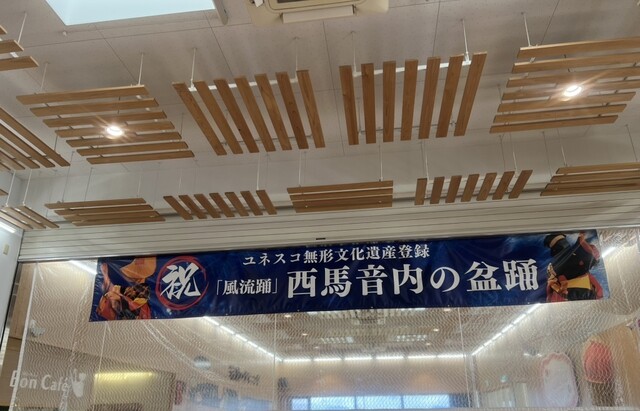 ユネスコ無形文化遺産登録
祝
「風流踊」西馬音内の盆踊
Bon Café